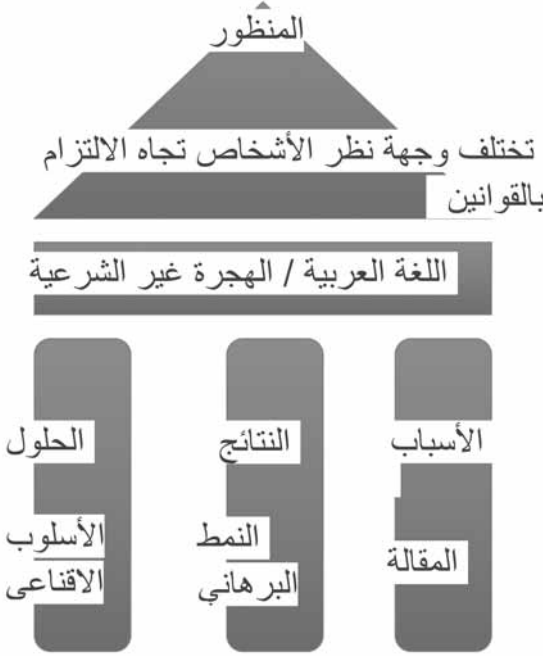 المنظور
تختلف وجهة نظر الأشخاص تجاه الالتزام
بالقوانين
اللغة العربية / الهجرة غير الشرعية
الأسباب
المقالة
النتائج
النمط
البرهاني
الحلول
الأسلوب
الاقناعى